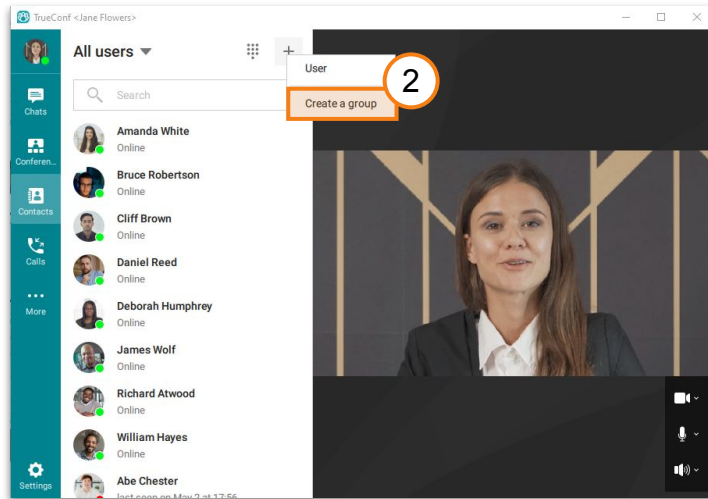 TrueConf <Jane Flowers>
All users
User
2
Search
Create a group
Chats
Amanda White
Online
Conferen...
Bruce Robertson
Online
Contacts
Cliff Brown
Online
Calls
Daniel Reed
Online
More
Deborah Humphrey
Online
James Wolf
Online
Richard Atwood
Online
William Hayes
Online
Settings
Abe Chester
last seen on May 2 at 17:56